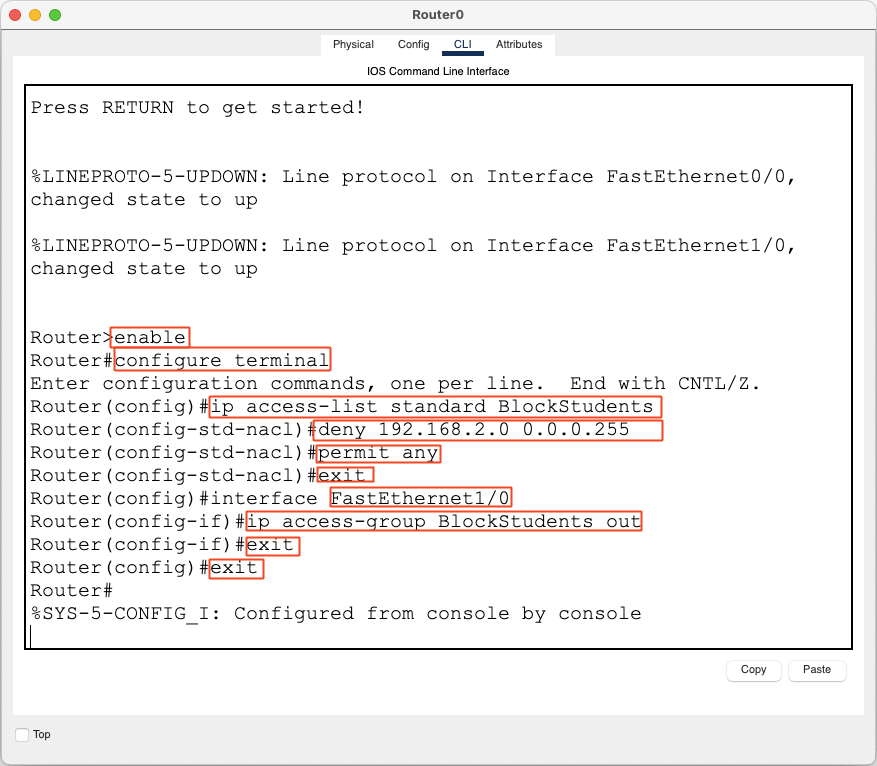 Router0
Physical Config CLI Attributes
IOS Command Line Interface
Press RETURN to get started!
%LINEPROTO-5-UPDOWN: Line protocol on Interface FastEthernet0/0,
changed state to up
%LINEPROTO-5-UPDOWN: Line protocol on Interface FastEthernet1/0,
changed state to up
Router>enable
Router#configure terminal
Enter configuration commands, one per line.  End with CNTL/Z.
Router(config)#ip access-list standard BlockStudents
Router(config-std-nacl)#deny 192.168.2.0 0.0.0.255
Router(config-std-nacl)#permit any
Router(config-std-nacl)#exit
Router(config)#interface FastEthernet1/0
Router(config-if)#ip access-group BlockStudents out
Router(config-if)#exit
Router(config)#exit
Router#
%SYS-5-CONFIG_I: Configured from console by console
Copy Paste
Top